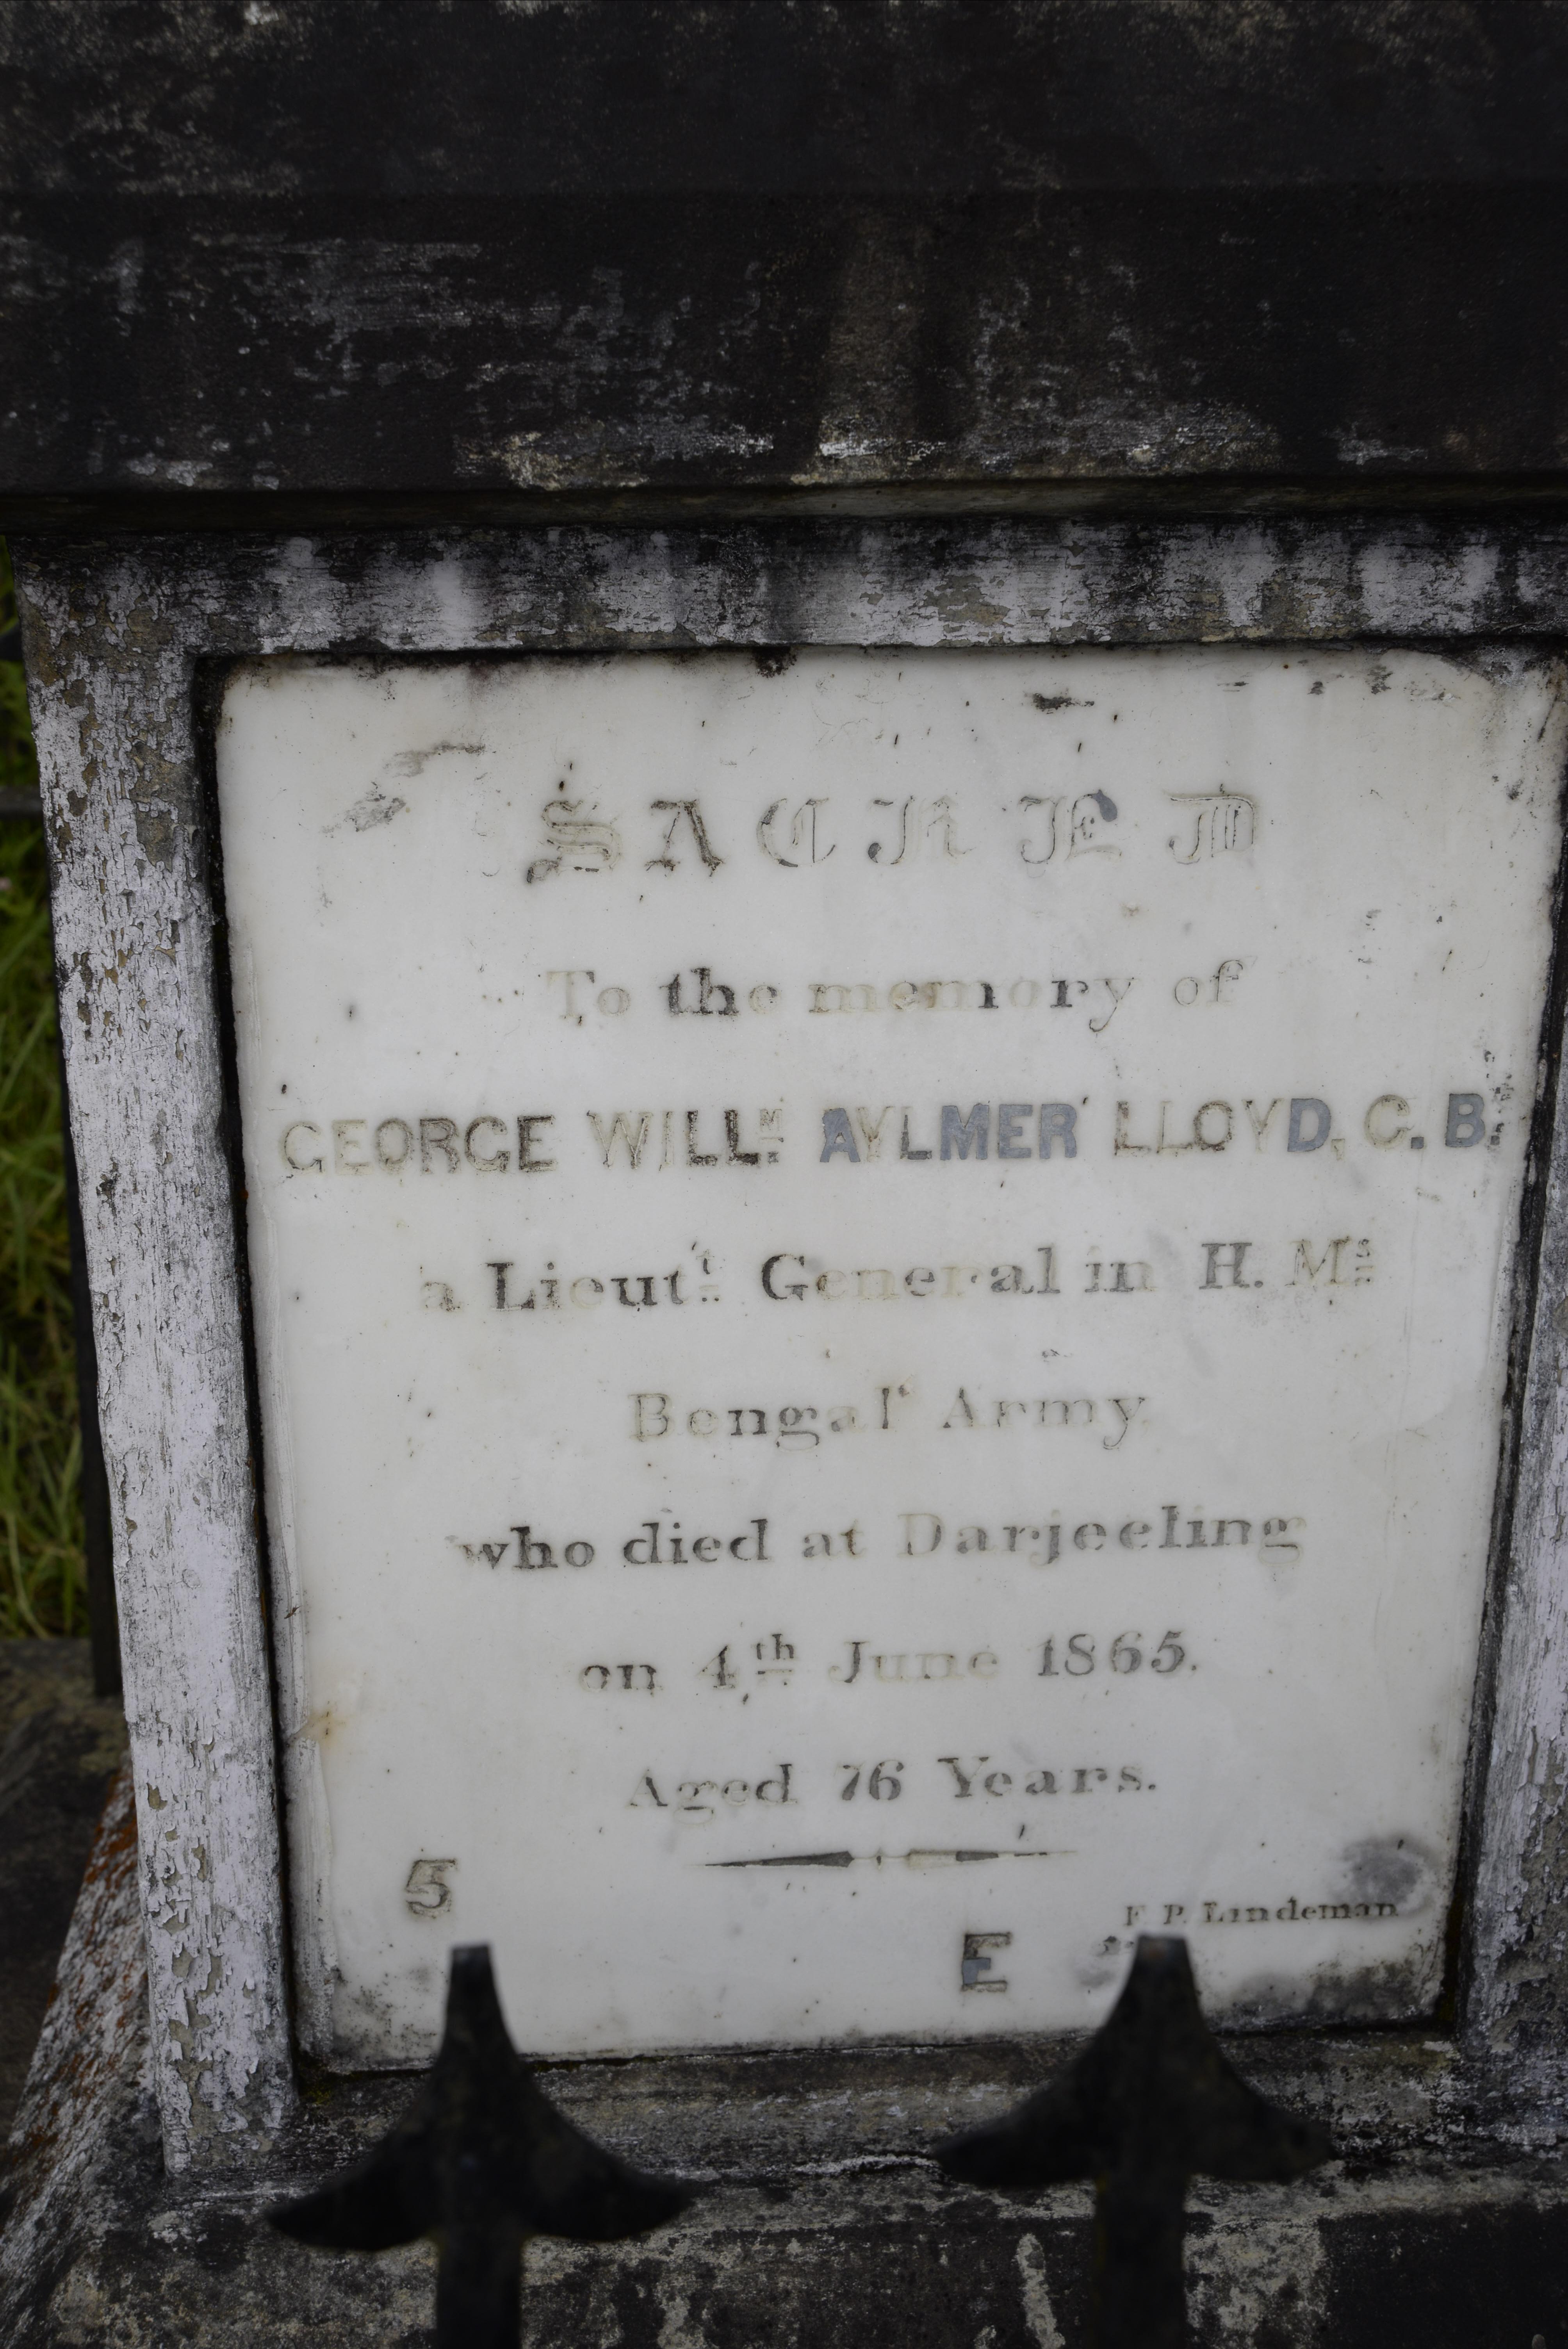 SACRED
To the memory of
GEORGE WILLᴹ AYLMER LLOYD, C.B.
a Lieutᵗ General in H. Mˢ
Bengal Army
who died at Darjeeling
on 4ᵗʰ June 1865.
Aged 76 Years.
5
E P. Lindeman
E